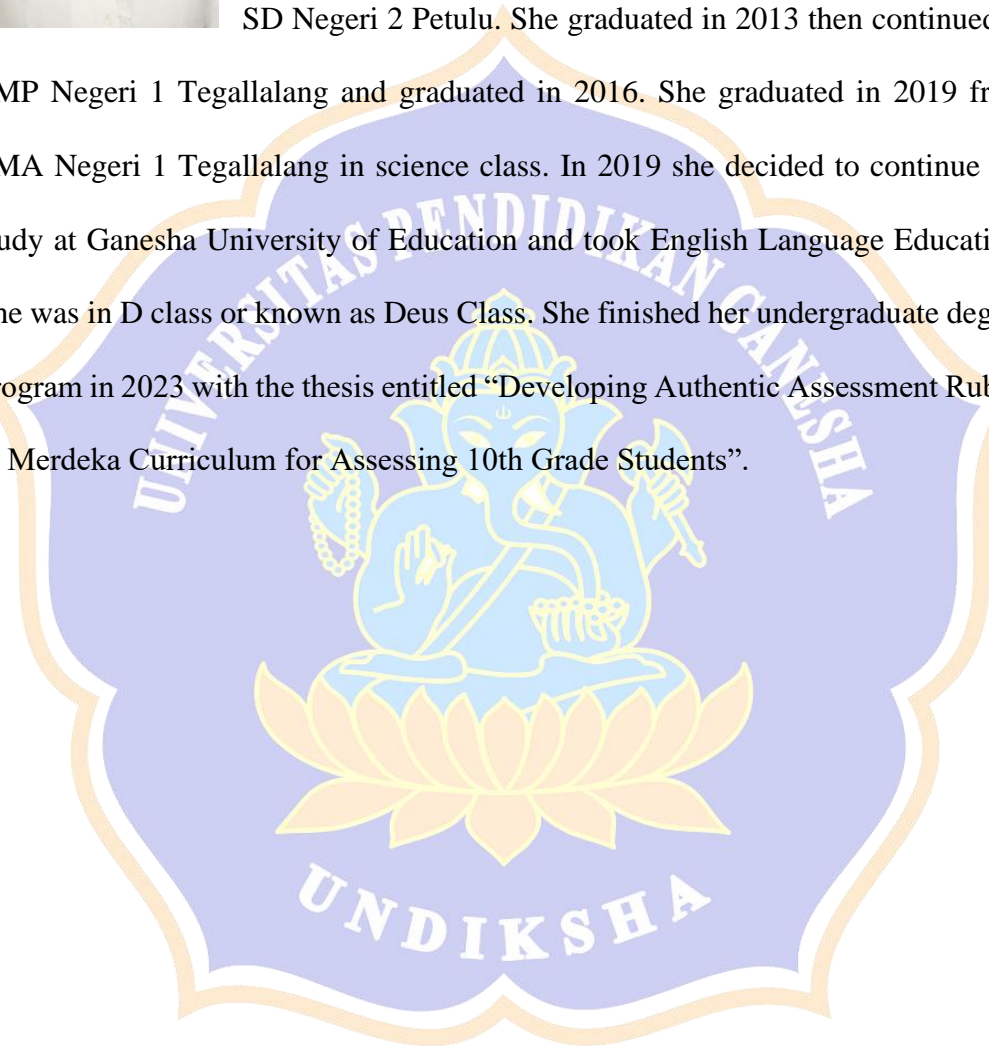 SD Negeri 2 Petulu. She graduated in 2013 then continued
MP Negeri 1 Tegallalang and graduated in 2016. She graduated in 2019 fr
MA Negeri 1 Tegallalang in science class. In 2019 she decided to continue
udy at Ganesha University of Education and took English Language Educati
he was in D class or known as Deus Class. She finished her undergraduate deg
rogram in 2023 with the thesis entitled “Developing Authentic Assessment Rub
Merdeka Curriculum for Assessing 10th Grade Students”.
UNIVERSITAS PENDIDIKAN GANESHA
UNDIKSHA